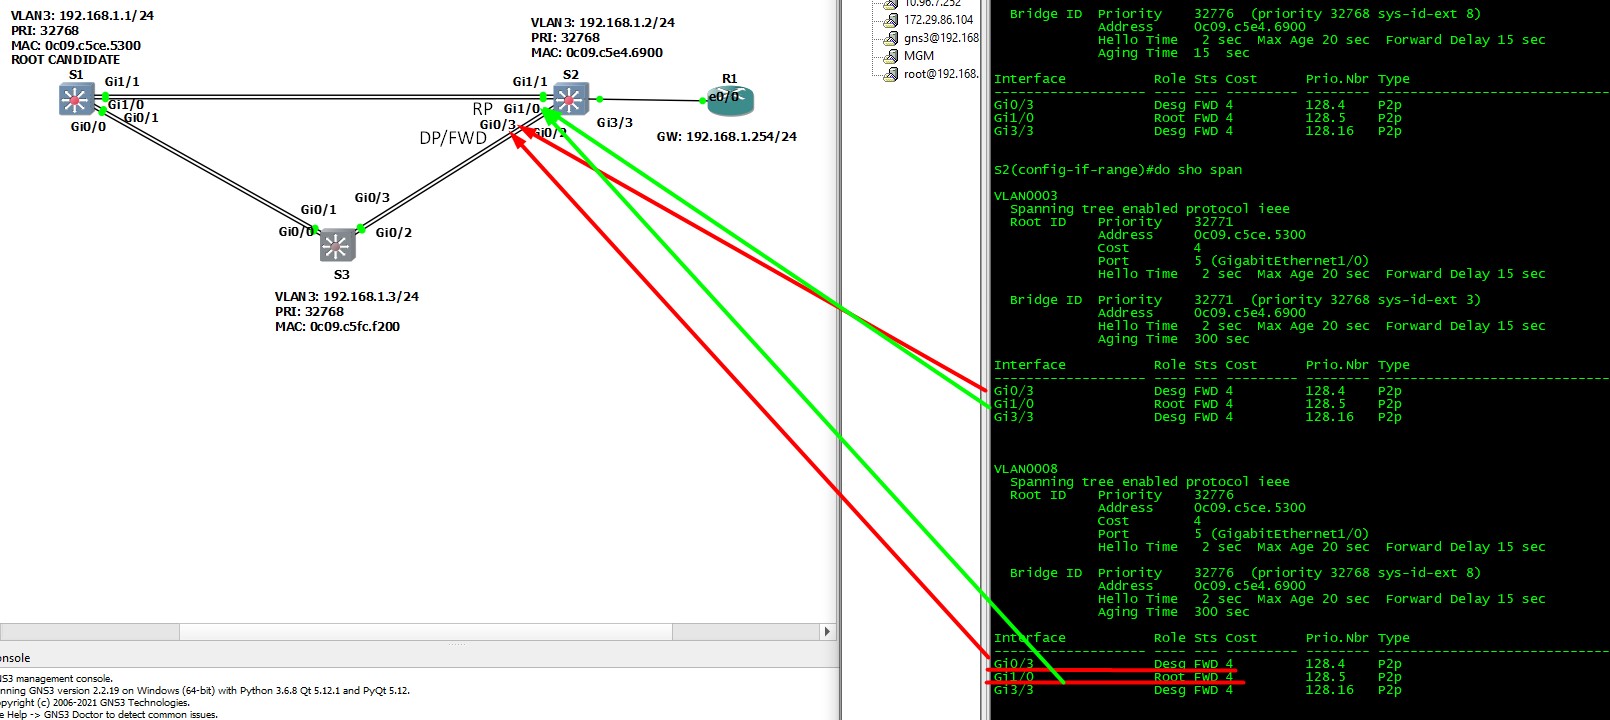 VLAN3: 192.168.1.1/24
PRI: 32768
MAC: 0c09.c5ce.5300
ROOT CANDIDATE
S1
Gi1/1
Gi1/0
Gi0/1
Gi0/0
VLAN3: 192.168.1.2/24
PRI: 32768
MAC: 0c09.c5e4.6900
Gi1/1
S2
RP
Gi1/0
Gi0/3
Gi0/2
DP/FWD
Gi3/3
R1
e0/0
GW: 192.168.1.254/24
Gi0/3
Gi0/1
Gi0/0
Gi0/2
S3
VLAN3: 192.168.1.3/24
PRI: 32768
MAC: 0c09.c5fc.f200
onsole
NS3 management console.
nning GNS3 version 2.2.19 on Windows (64-bit) with Python 3.6.8 Qt 5.12.1 and PyQt 5.12.
opyright (c) 2006-2021 GNS3 Technologies.
e Help -> GNS3 Doctor to detect common issues.
10.96.7.252
172.29.86.104
gns3@192.168
MGM
root@192.168.
Bridge ID Priority 32776 (priority 32768 sys-id-ext 8)
Address 0c09.c5e4.6900
Hello Time 2 sec Max Age 20 sec Forward Delay 15 sec
Aging Time 15 sec
Interface Role Sts Cost Prio.Nbr Type
------------------- ---- --- --------- -------- --------------------------------
Gi0/3 Desg FWD 4 128.4 P2p
Gi1/0 Root FWD 4 128.5 P2p
Gi3/3 Desg FWD 4 128.16 P2p
S2(config-if-range)#do sho span
VLAN0003
Spanning tree enabled protocol ieee
Root ID Priority 32771
Address 0c09.c5ce.5300
Cost 4
Port 5 (GigabitEthernet1/0)
Hello Time 2 sec Max Age 20 sec Forward Delay 15 sec
Bridge ID Priority 32771 (priority 32768 sys-id-ext 3)
Address 0c09.c5e4.6900
Hello Time 2 sec Max Age 20 sec Forward Delay 15 sec
Aging Time 300 sec
Interface Role Sts Cost Prio.Nbr Type
------------------- ---- --- --------- -------- --------------------------------
Gi0/3 Desg FWD 4 128.4 P2p
Gi1/0 Root FWD 4 128.5 P2p
Gi3/3 Desg FWD 4 128.16 P2p
VLAN0008
Spanning tree enabled protocol ieee
Root ID Priority 32776
Address 0c09.c5ce.5300
Cost 4
Port 5 (GigabitEthernet1/0)
Hello Time 2 sec Max Age 20 sec Forward Delay 15 sec
Bridge ID Priority 32776 (priority 32768 sys-id-ext 8)
Address 0c09.c5e4.6900
Hello Time 2 sec Max Age 20 sec Forward Delay 15 sec
Aging Time 300 sec
Interface Role Sts Cost Prio.Nbr Type
------------------- ---- --- --------- -------- --------------------------------
Gi0/3 Desg FWD 4 128.4 P2p
Gi1/0 Root FWD 4 128.5 P2p
Gi3/3 Desg FWD 4 128.16 P2p